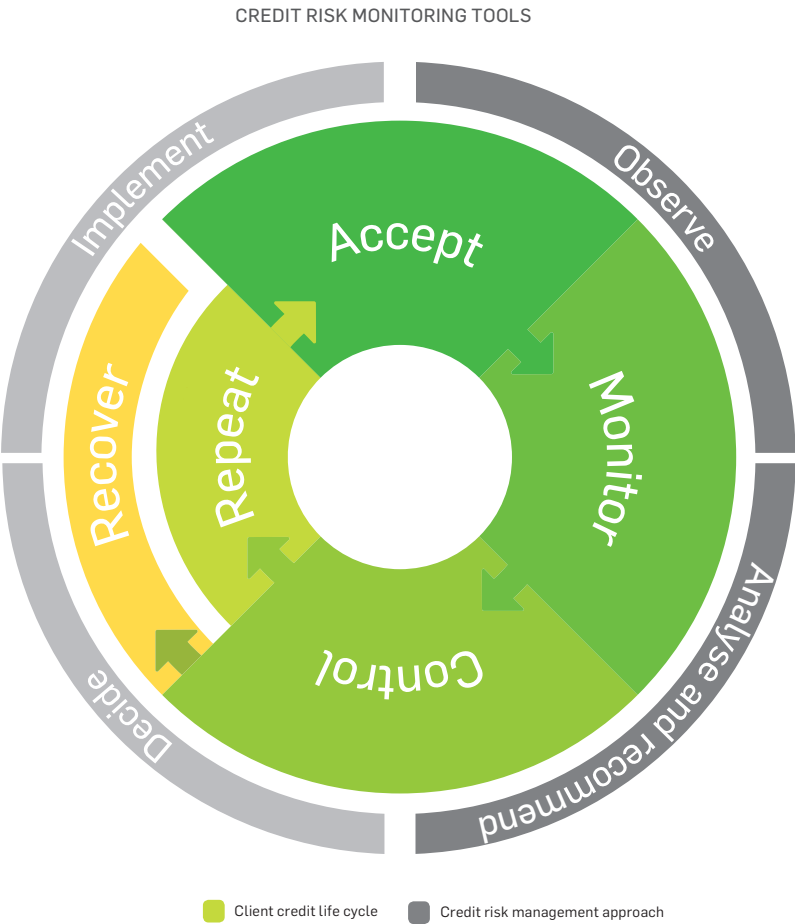 CREDIT RISK MONITORING TOOLS
Implement
Observe
Accept
Monitor
Recover
Repeat
Control
Decide
Analyse and recommend
Client credit life cycle
Credit risk management approach